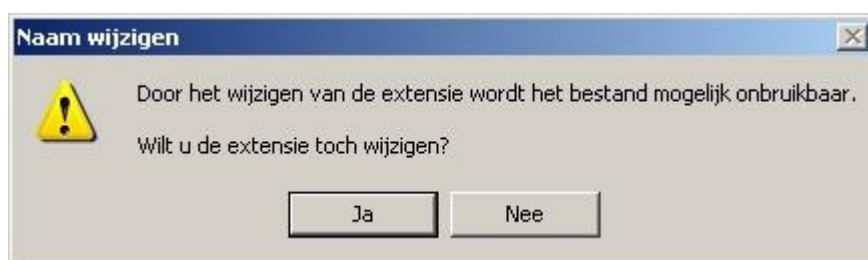 Naam wijzigen
Door het wijzigen van de extensie wordt het bestand mogelijk onbruikbaar.
Wilt u de extensie toch wijzigen?
Ja
Nee